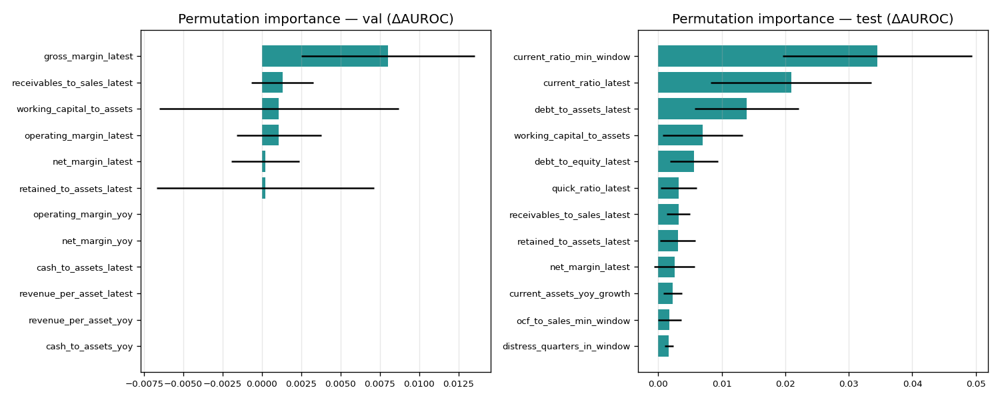 Permutation importance — val (ΔAUROC)
gross_margin_latest
receivables_to_sales_latest
working_capital_to_assets
operating_margin_latest
net_margin_latest
retained_to_assets_latest
operating_margin_yoy
net_margin_yoy
cash_to_assets_latest
revenue_per_asset_latest
revenue_per_asset_yoy
cash_to_assets_yoy
−0.0075 −0.0050 −0.0025 0.0000 0.0025 0.0050 0.0075 0.0100 0.0125
Permutation importance — test (ΔAUROC)
current_ratio_min_window
current_ratio_latest
debt_to_assets_latest
working_capital_to_assets
debt_to_equity_latest
quick_ratio_latest
receivables_to_sales_latest
retained_to_assets_latest
net_margin_latest
current_assets_yoy_growth
ocf_to_sales_min_window
distress_quarters_in_window
0.00 0.01 0.02 0.03 0.04 0.05